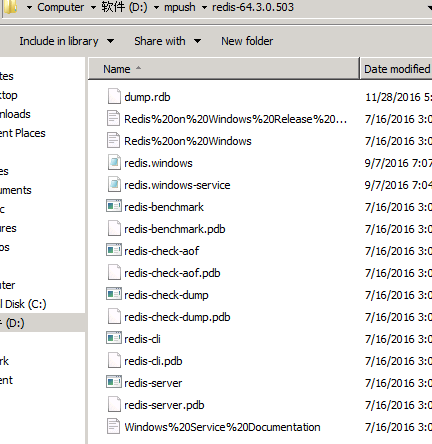 Computer 软件 (D:) mpush redis-64.3.0.503
Include in library Share with New folder
Name Date modified
dump.rdb 11/28/2016 5:
Redis%20on%20Windows%20Release%20... 7/16/2016 3:0
Redis%20on%20Windows 7/16/2016 3:0
redis.windows 9/7/2016 7:07
redis.windows-service 9/7/2016 7:04
redis-benchmark 7/16/2016 3:0
redis-benchmark.pdb 7/16/2016 3:0
redis-check-aof 7/16/2016 3:0
redis-check-aof.pdb 7/16/2016 3:0
redis-check-dump 7/16/2016 3:0
redis-check-dump.pdb 7/16/2016 3:0
redis-cli 7/16/2016 3:0
redis-cli.pdb 7/16/2016 3:0
redis-server 7/16/2016 3:0
redis-server.pdb 7/16/2016 3:0
Windows%20Service%20Documentation 7/16/2016 3:0
tes
ktop
wnloads
ent Places
es
uments
c
ures
os
uter
l Disk (C:)
(D:)
rk
ent